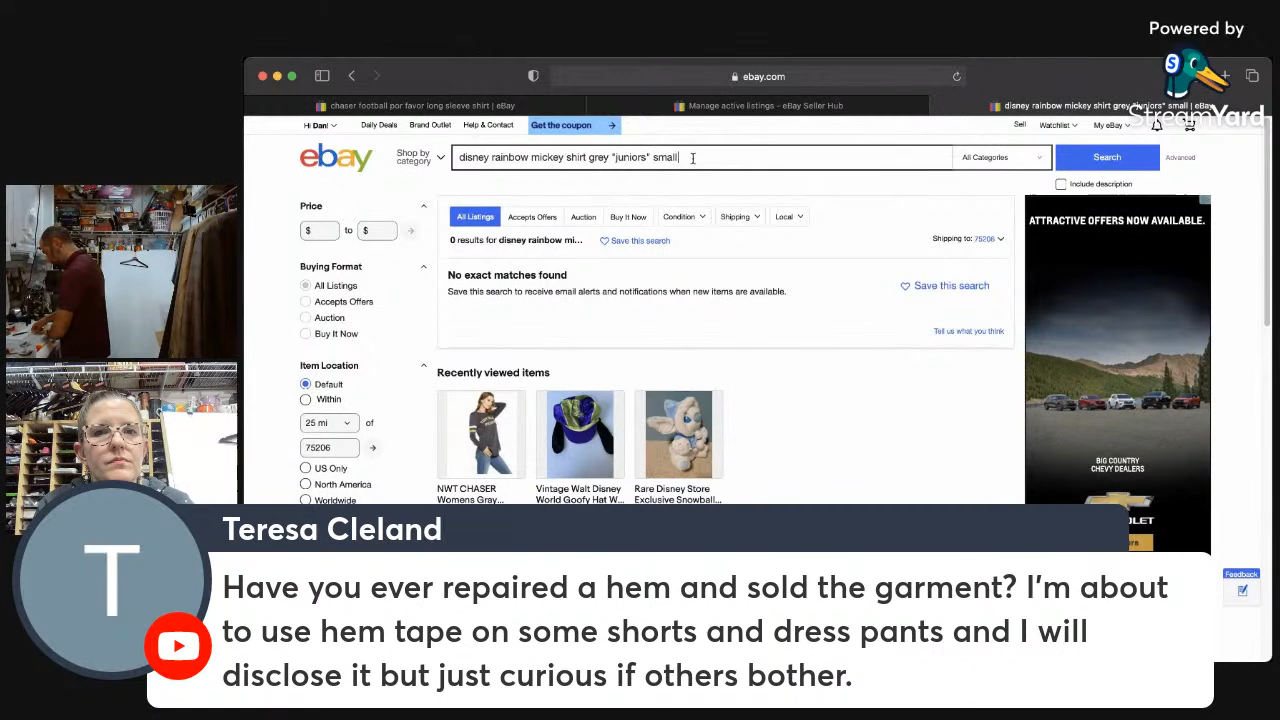 Powered by
StreamYard
ebay.com
chaser football por favor long sleeve shirt | eBay
Manage active listings - eBay Seller Hub
disney rainbow mickey shirt grey "juniors" small | eBay
Hi Dan!
Daily Deals
Brand Outlet
Help & Contact
Get the coupon
Sell
Watchlist
My eBay
ebay
Shop by
category
disney rainbow mickey shirt grey "juniors" small
All Categories
Search
Advanced
Include description
Price
$ to $
Buying Format
All Listings
Accepts Offers
Auction
Buy It Now
Item Location
Default
Within
25 mi of
75206
US Only
North America
Worldwide
All Listings
Accepts Offers
Auction
Buy It Now
Condition
Shipping
Local
0 results for disney rainbow mi...
Save this search
Shipping to: 75206
No exact matches found
Save this search to receive email alerts and notifications when new items are available.
Save this search
Tell us what you think
Recently viewed items
NWT CHASER
Womens Gray...
Vintage Walt Disney
World Goofy Hat W...
Rare Disney Store
Exclusive Snowball...
ATTRACTIVE OFFERS NOW AVAILABLE.
BIG COUNTRY
CHEVY DEALERS
Feedback
T
Teresa Cleland
Have you ever repaired a hem and sold the garment? I'm about
to use hem tape on some shorts and dress pants and I will
disclose it but just curious if others bother.